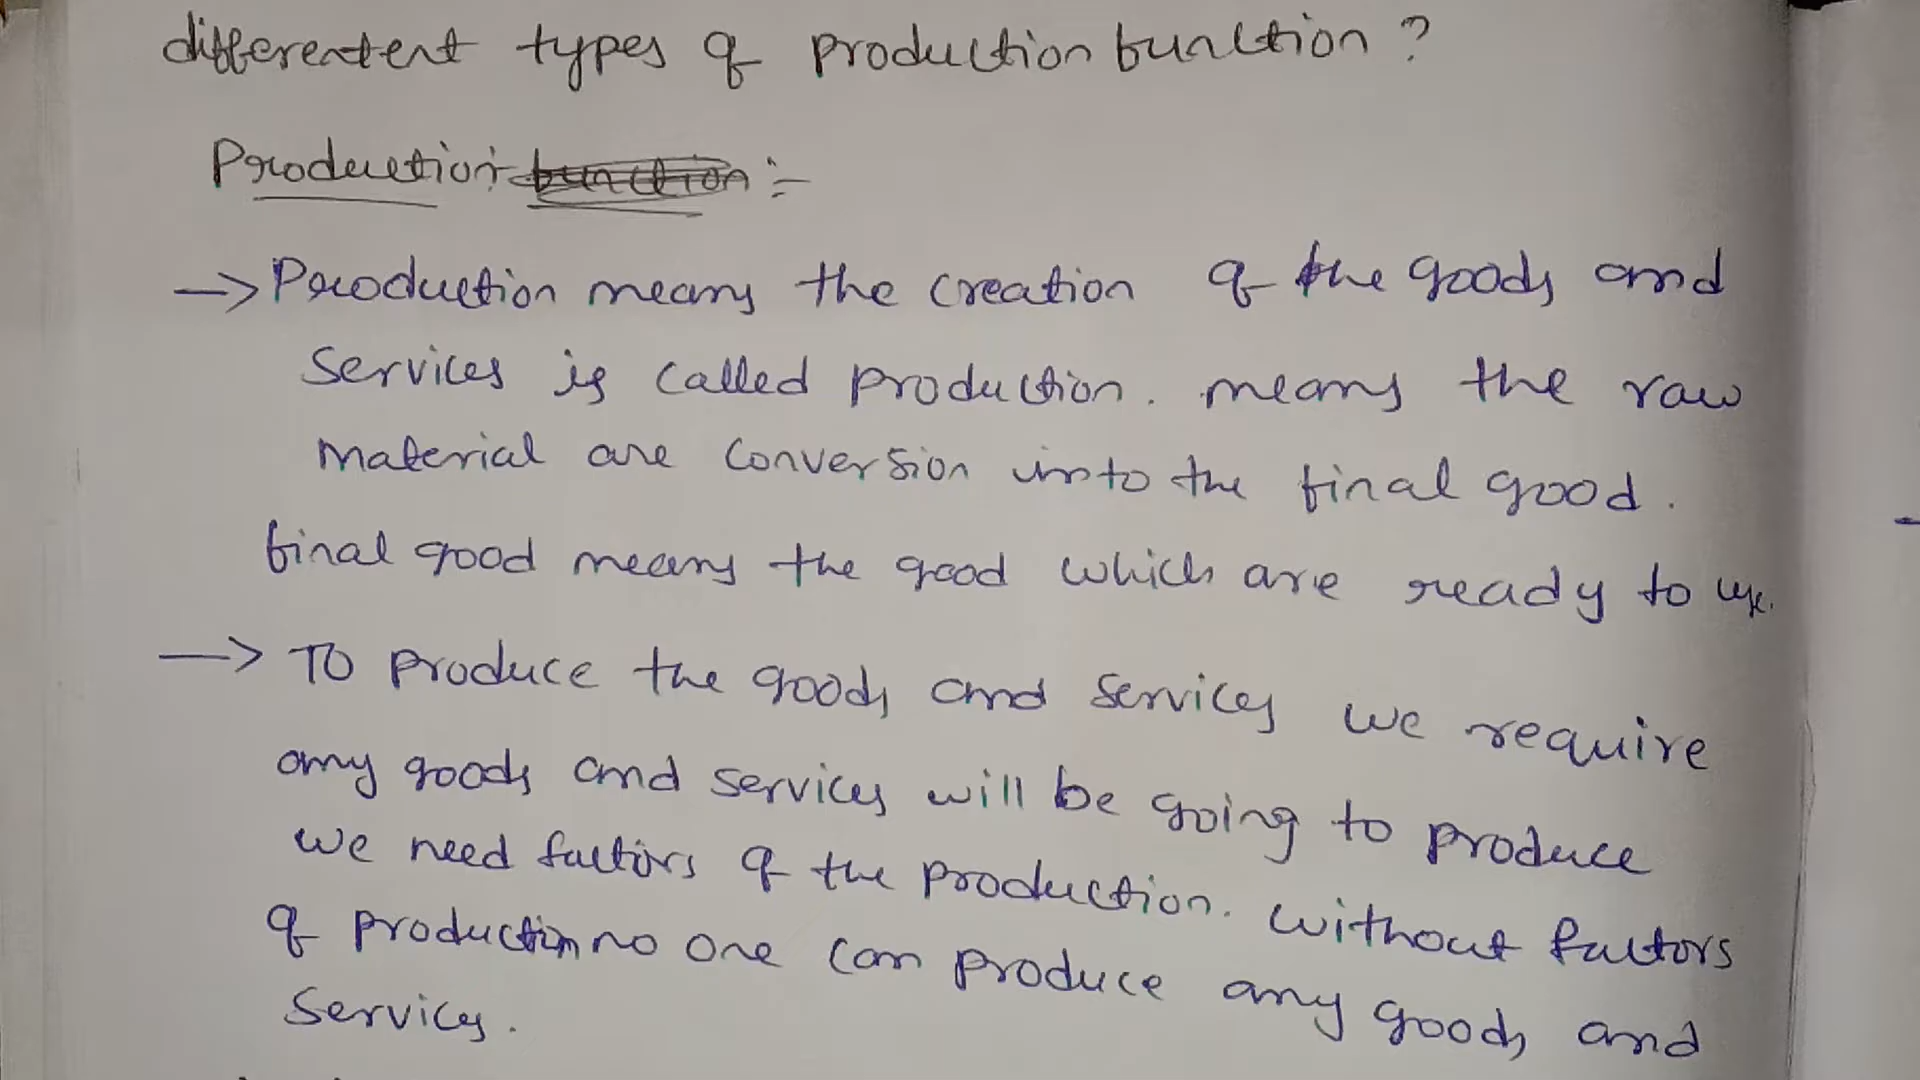 differentent types of production function ?
Production function :-
→ Production means the creation of the goods and
services is called production. means the raw
material are conversion into the final good.
final good means the good which are ready to use.
→ To produce the goods and services we require
any goods and services will be going to produce
we need factors of the production. without factors
of production no one can produce any goods and
services.